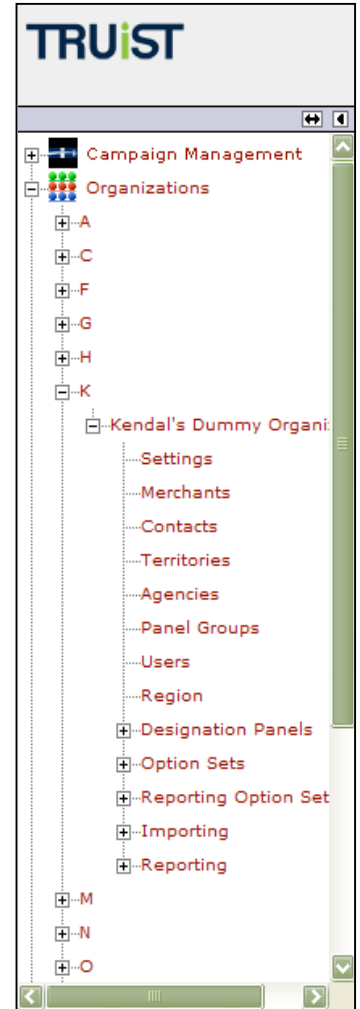 TRUiST
Campaign Management
Organizations
A
C
F
G
H
K
Kendal's Dummy Organi
Settings
Merchants
Contacts
Territories
Agencies
Panel Groups
Users
Region
Designation Panels
Option Sets
Reporting Option Set
Importing
Reporting
M
N
O